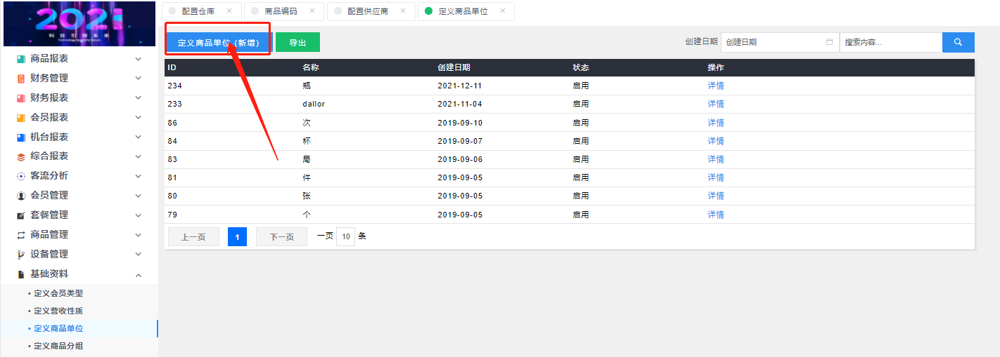 2021
科技引领未来
Technology leads the future
商品报表
财务管理
财务报表
会员报表
机台报表
综合报表
客流分析
会员管理
套餐管理
商品管理
设备管理
基础资料
• 定义会员类型
• 定义营收性质
• 定义商品单位
• 定义商品分组
配置仓库 × 商品编码 × 配置供应商 × 定义商品单位 ×
定义商品单位 (新增) 导出 创建日期 创建日期 搜索内容...
ID 名称 创建日期 状态 操作
234 瓶 2021-12-11 启用 详情
233 dallor 2021-11-04 启用 详情
86 次 2019-09-10 启用 详情
84 杯 2019-09-07 启用 详情
83 局 2019-09-06 启用 详情
81 件 2019-09-05 启用 详情
80 张 2019-09-05 启用 详情
79 个 2019-09-05 启用 详情
上一页 1 下一页 一页 10 条